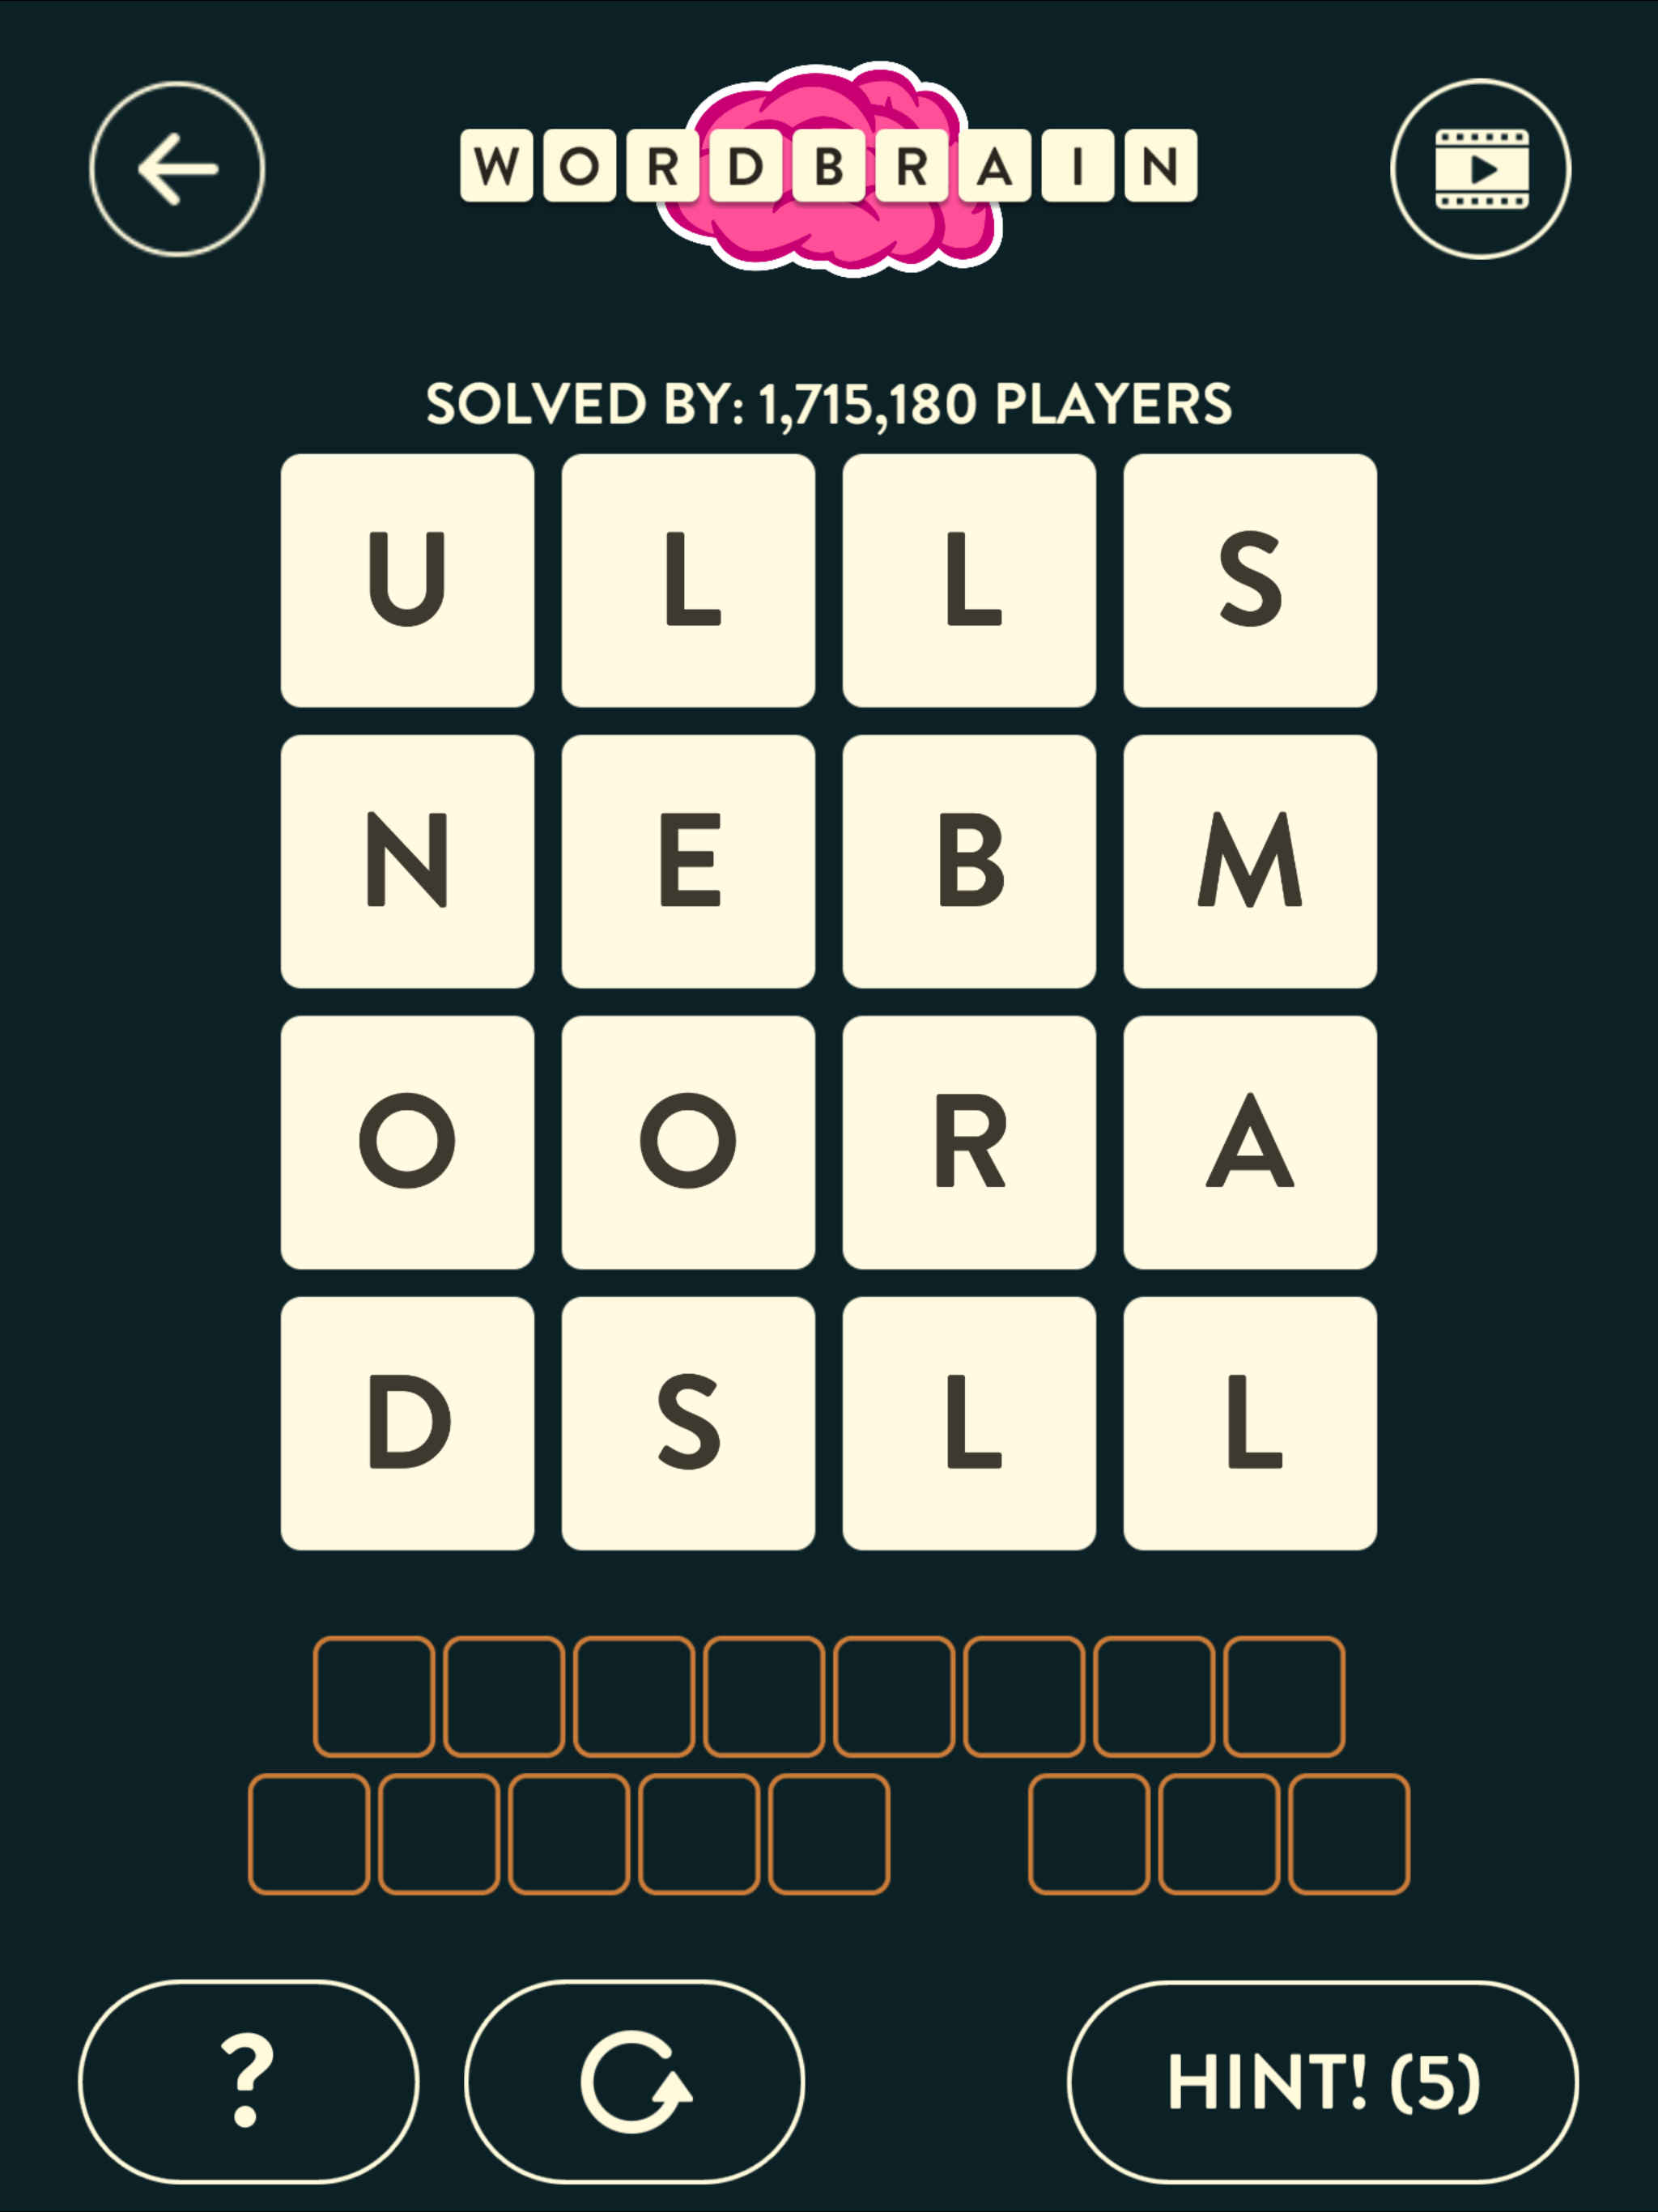 WORDBRAIN
SOLVED BY: 1,715,180 PLAYERS
U L L S
N E B M
O O R A
D S L L
? HINT! (5)